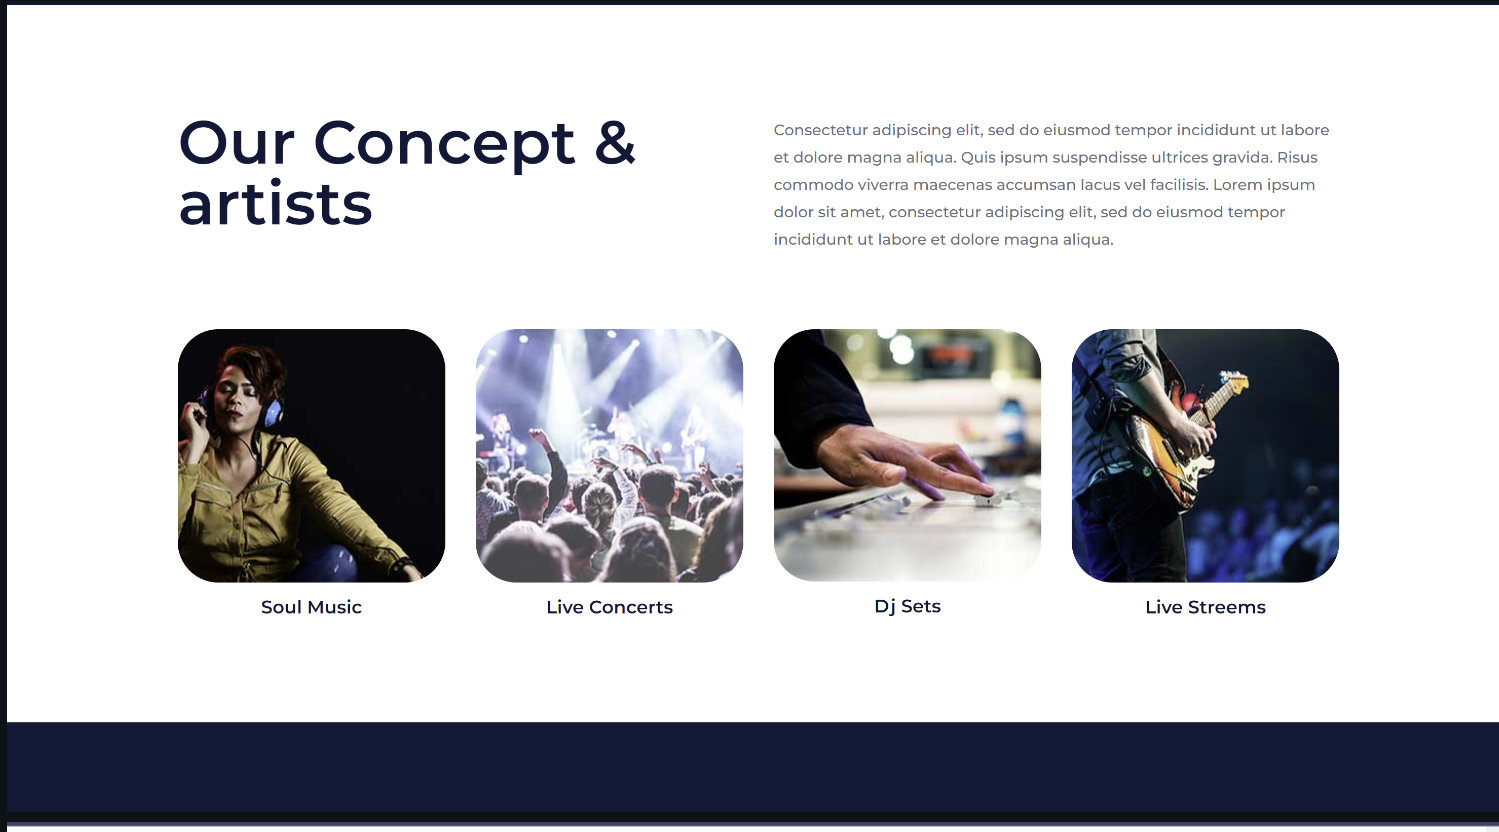 Our Concept &
artists
Consectetur adipiscing elit, sed do eiusmod tempor incididunt ut labore
et dolore magna aliqua. Quis ipsum suspendisse ultrices gravida. Risus
commodo viverra maecenas accumsan lacus vel facilisis. Lorem ipsum
dolor sit amet, consectetur adipiscing elit, sed do eiusmod tempor
incididunt ut labore et dolore magna aliqua.
Soul Music
Live Concerts
Dj Sets
Live Streems